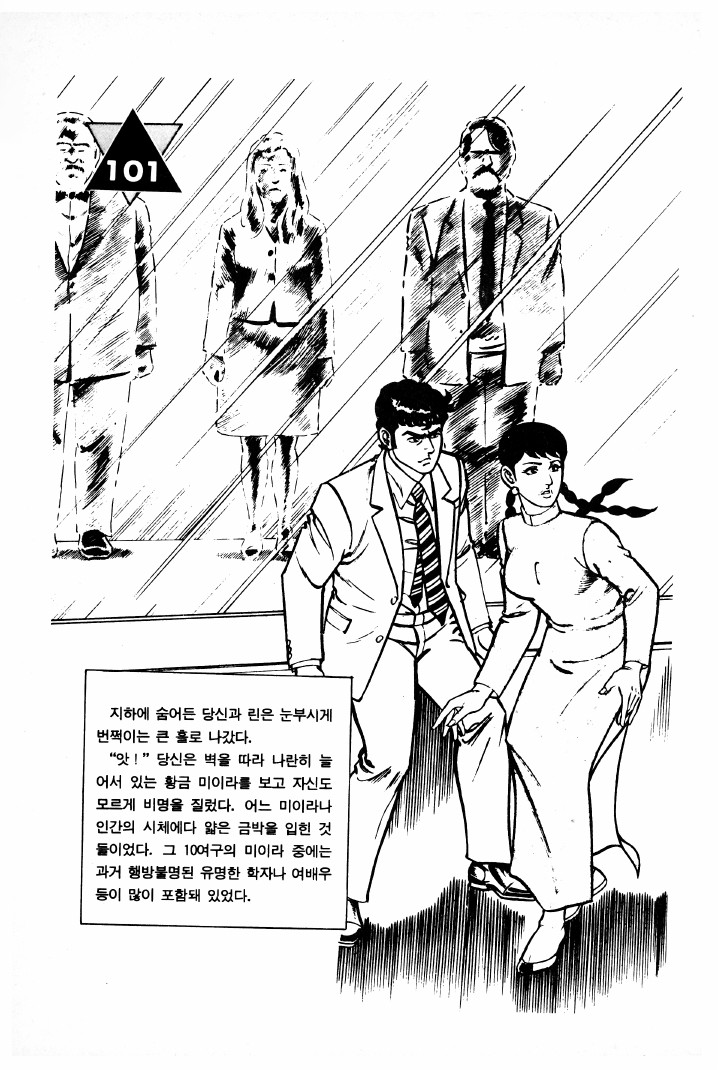 101
지하에 숨어든 당신과 린은 눈부시게
번쩍이는 큰 홀로 나갔다.
“앗!” 당신은 벽을 따라 나란히 늘
어서 있는 황금 미이라를 보고 자신도
모르게 비명을 질렀다. 어느 미이라나
인간의 시체에다 얇은 금박을 입힌 것
들이었다. 그 10여구의 미이라 중에는
과거 행방불명된 유명한 학자나 여배우
등이 많이 포함돼 있었다.